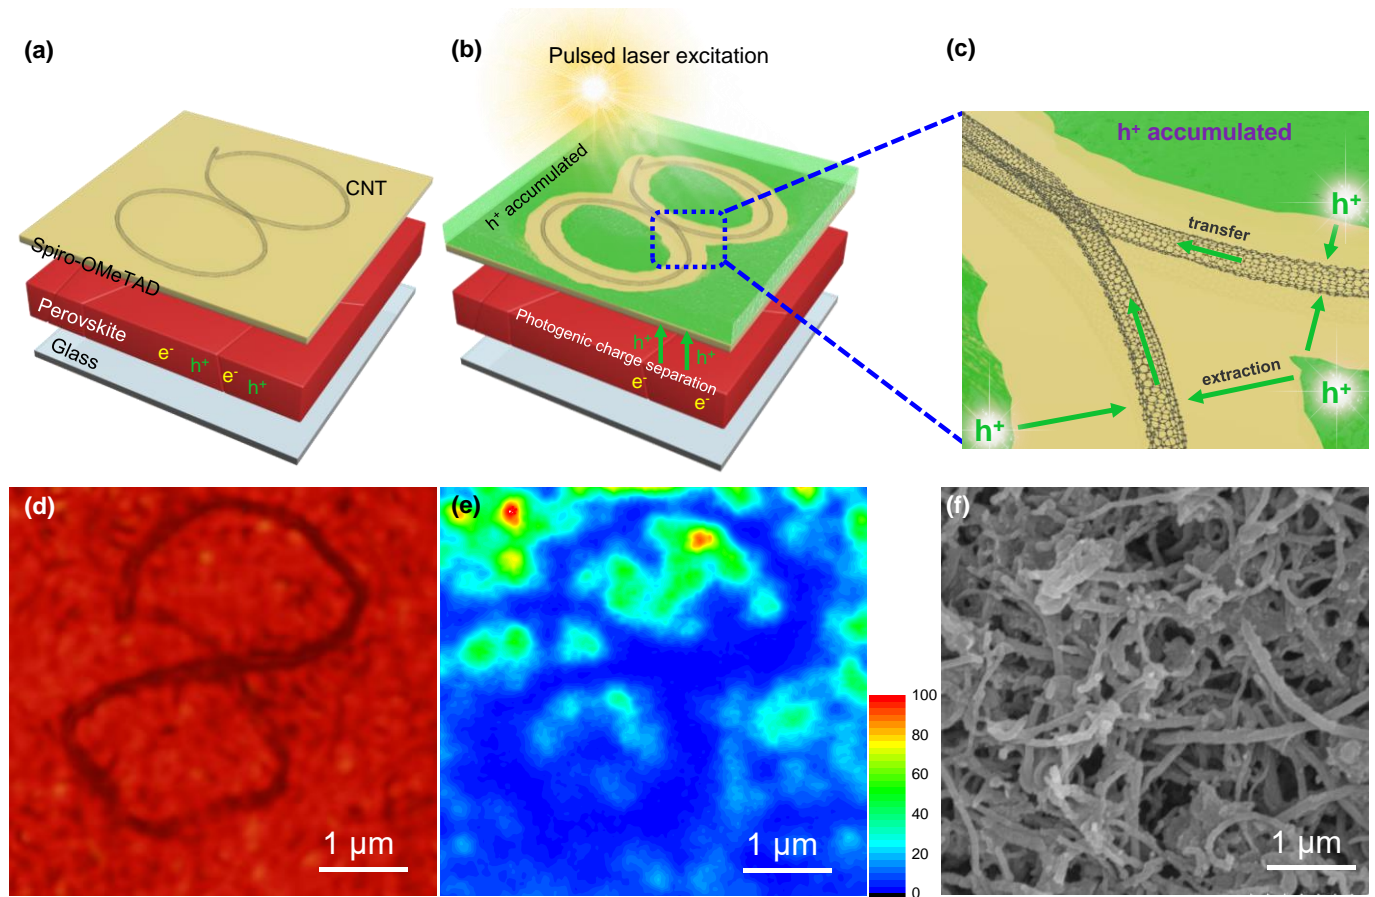 (a)
CNT
Spiro-OMeTAD
Perovskite
e⁻
h⁺
e⁻
h⁺
Glass
(b)
Pulsed laser excitation
h⁺ accumulated
h⁺
h⁺
Photogenic charge separation
e⁻
e⁻
(c)
h⁺ accumulated
h⁺
transfer
extraction
h⁺
h⁺
(d)
1 μm
(e)
1 μm
100
80
60
40
20
0
(f)
1 μm